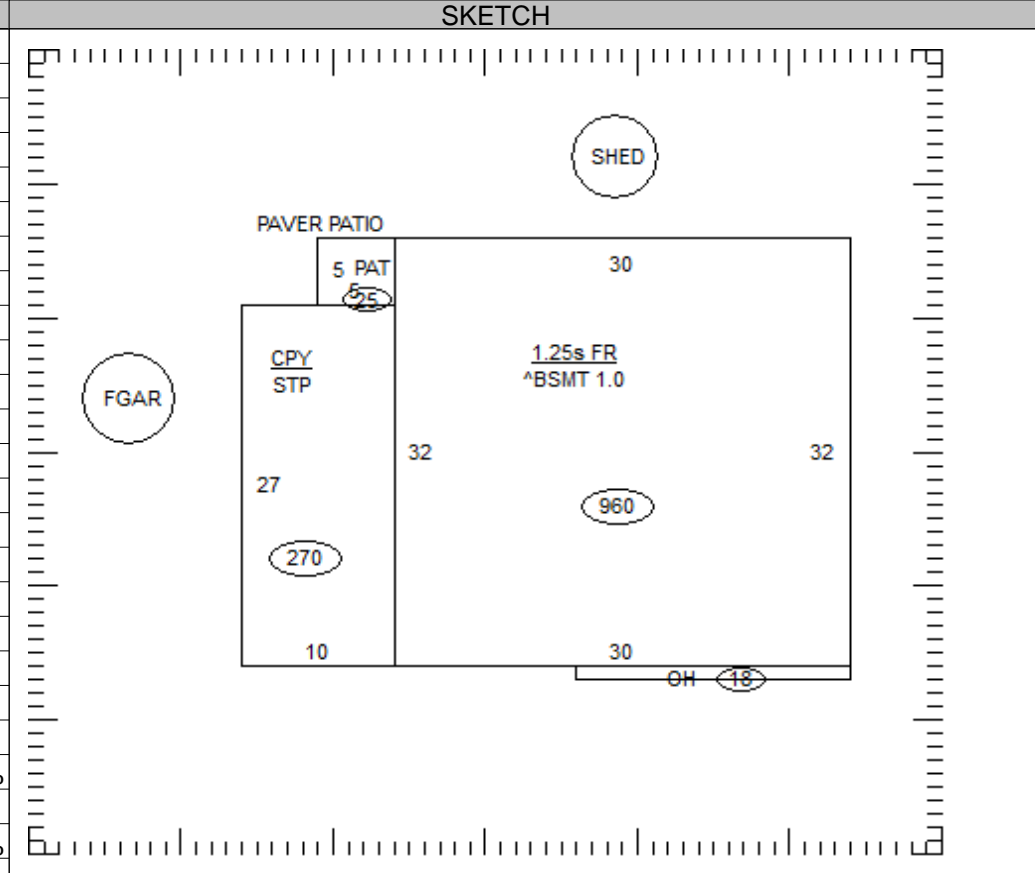 SKETCH
SHED
PAVER PATIO
5 PAT
5
25
30
CPY
STP
1.25s FR
^BSMT 1.0
FGAR
32
32
27
960
270
10
30
OH 18